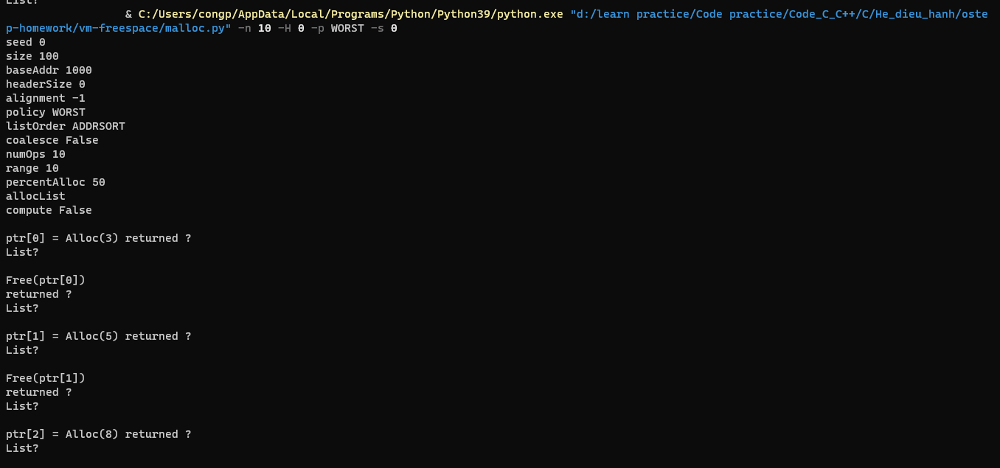 List?
& C:/Users/congp/AppData/Local/Programs/Python/Python39/python.exe "d:/learn practice/Code practice/Code_C_C++/C/He_dieu_hanh/oste
p-homework/vm-freespace/malloc.py" -n 10 -H 0 -p WORST -s 0
seed 0
size 100
baseAddr 1000
headerSize 0
alignment -1
policy WORST
listOrder ADDRSORT
coalesce False
numOps 10
range 10
percentAlloc 50
allocList
compute False
ptr[0] = Alloc(3) returned ?
List?
Free(ptr[0])
returned ?
List?
ptr[1] = Alloc(5) returned ?
List?
Free(ptr[1])
returned ?
List?
ptr[2] = Alloc(8) returned ?
List?